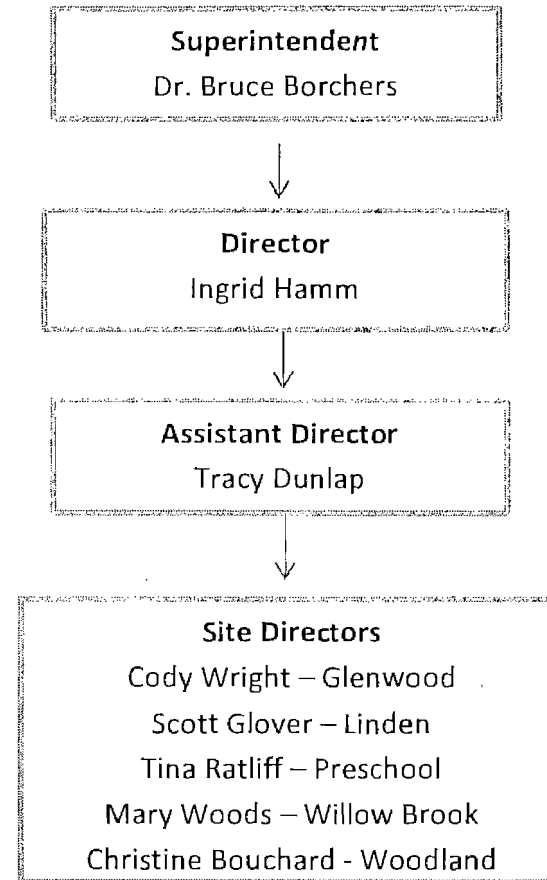 Superintendent
Dr. Bruce Borchers
Director
Ingrid Hamm
Assistant Director
Tracy Dunlap
Site Directors
Cody Wright – Glenwood
Scott Glover – Linden
Tina Ratliff – Preschool
Mary Woods – Willow Brook
Christine Bouchard - Woodland